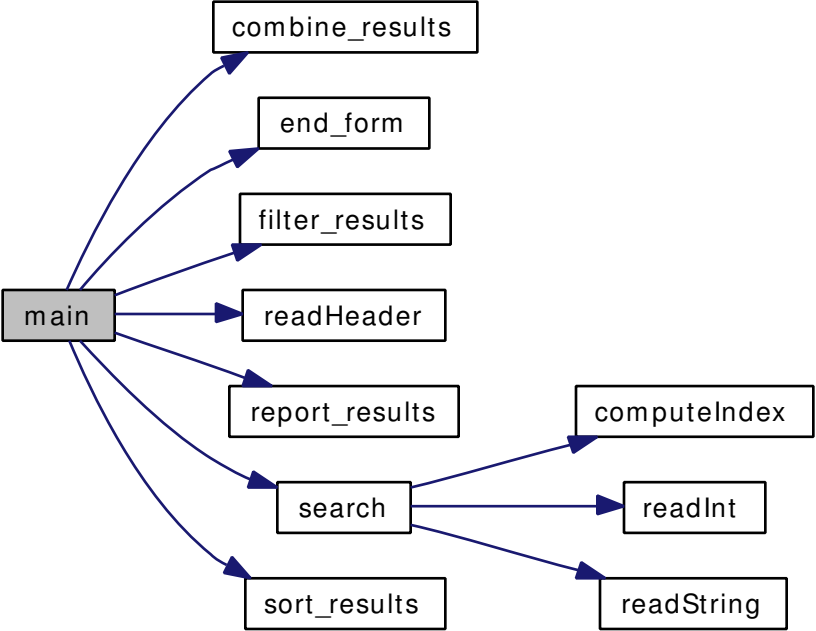 combine_results
end_form
filter_results
main
readHeader
report_results
computeIndex
search
readInt
sort_results
readString